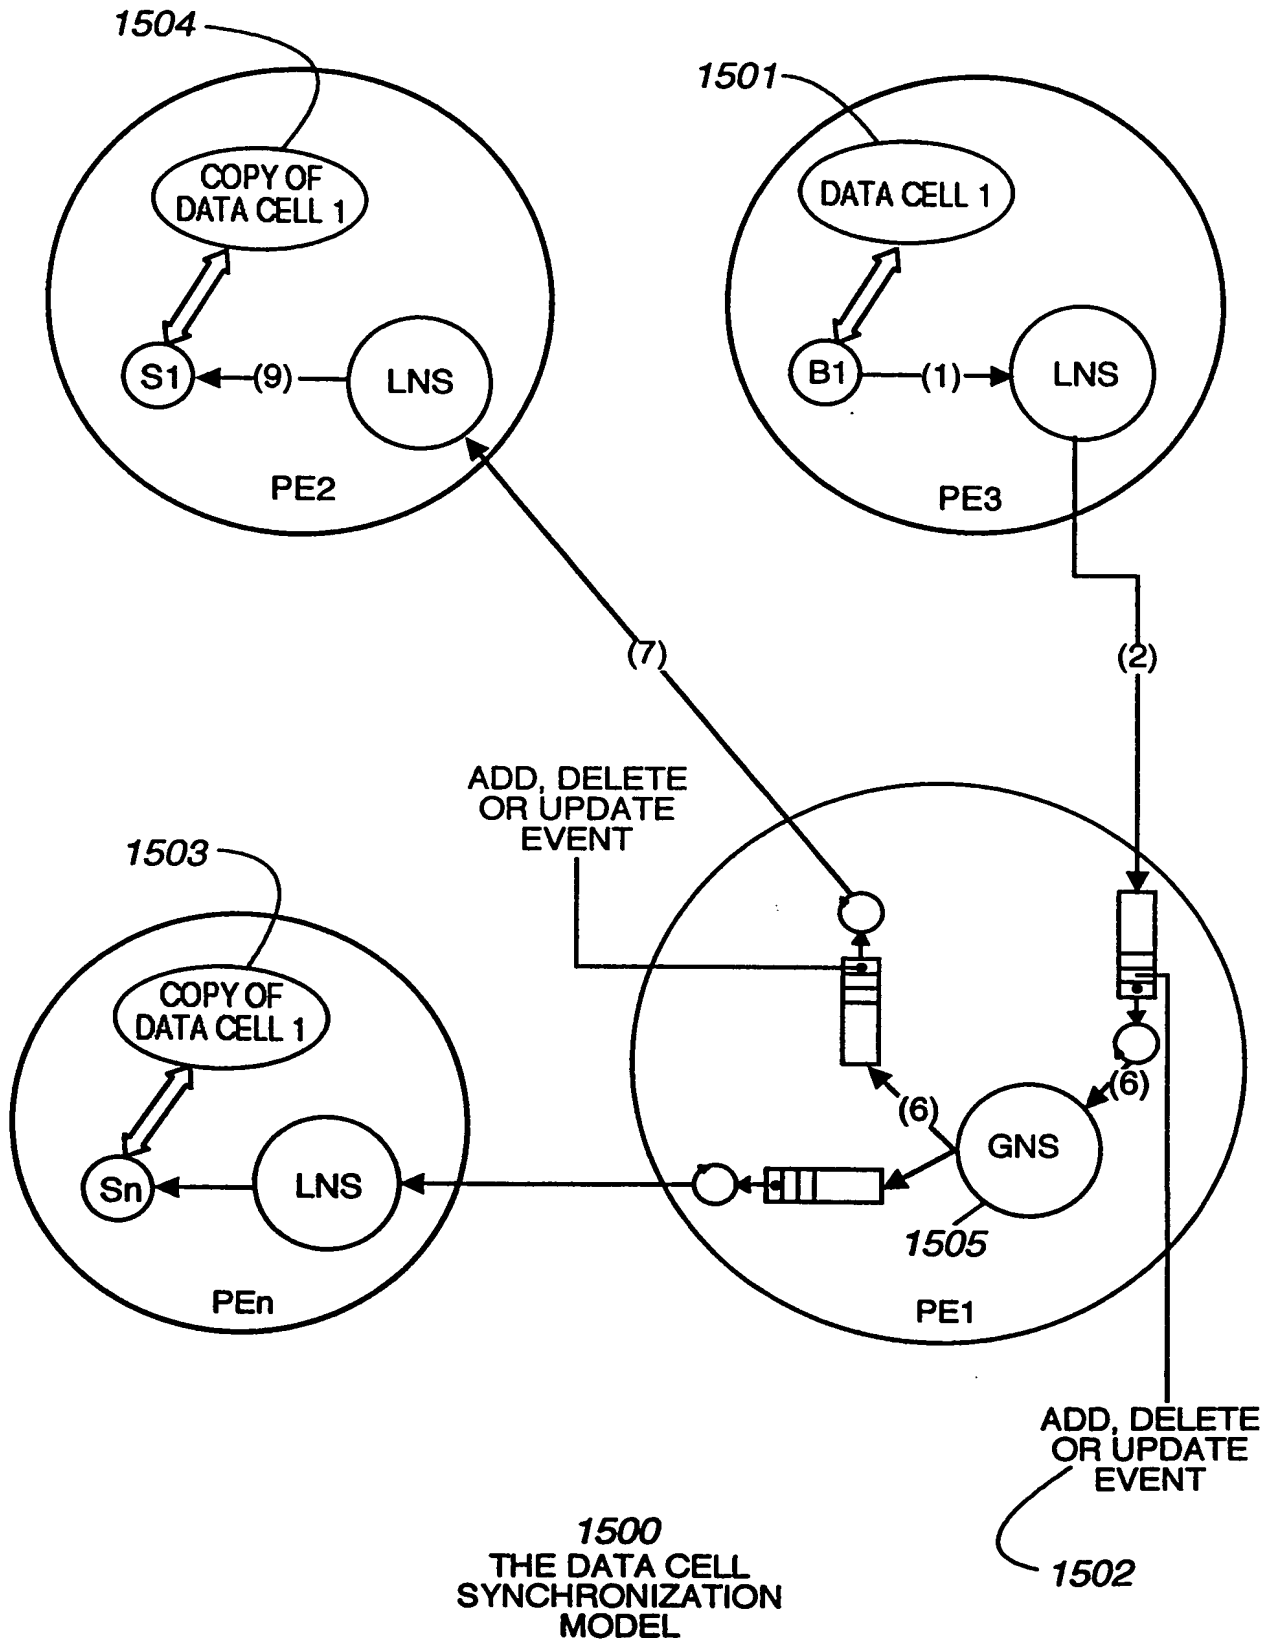 1504
1501
COPY OF
DATA CELL 1
DATA CELL 1
S1
(9)
LNS
B1
(1)
LNS
PE2
PE3
(7)
(2)
ADD, DELETE
OR UPDATE
EVENT
1503
COPY OF
DATA CELL 1
(6)
(6)
GNS
Sn
LNS
1505
PEn
PE1
ADD, DELETE
OR UPDATE
EVENT
1502
1500
THE DATA CELL
SYNCHRONIZATION
MODEL